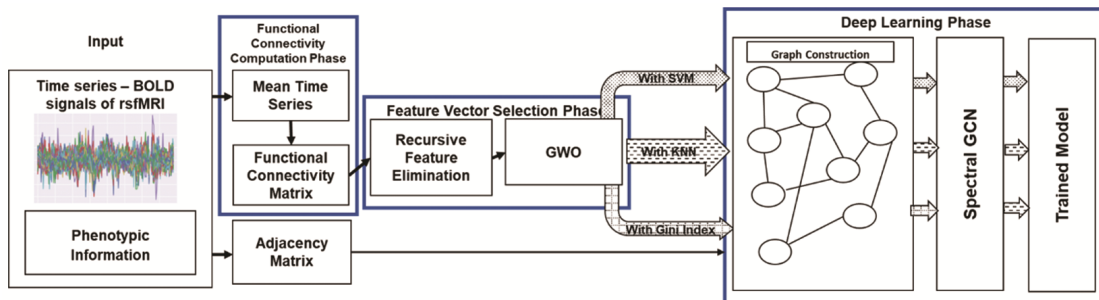 Input
Time series – BOLD
signals of rsfMRI
Phenotypic
Information
Functional
Connectivity
Computation Phase
Mean Time
Series
Functional
Connectivity
Matrix
Adjacency
Matrix
Feature Vector Selection Phase
Recursive
Feature
Elimination
GWO
With SVM
With KNN
With Gini Index
Deep Learning Phase
Graph Construction
Spectral GCN
Trained Model